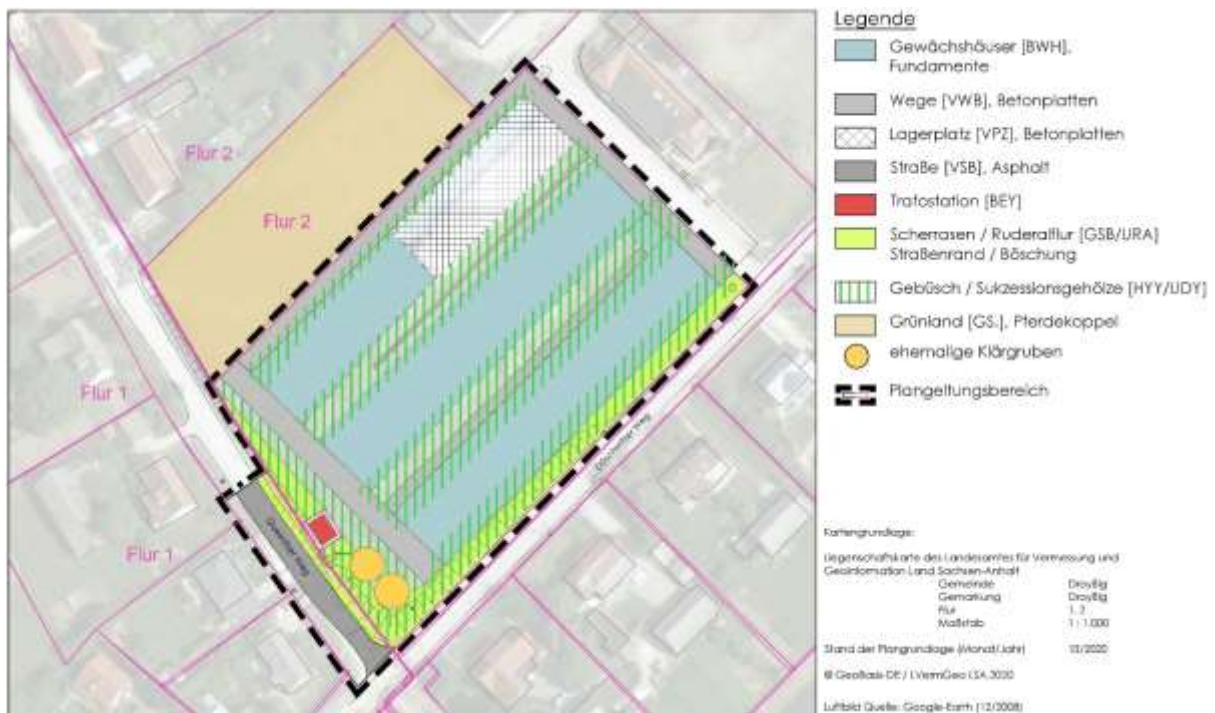 Legende
Gewächshäuser [BWH],
Fundamente
Wege [VWB], Betonplatten
Lagerplatz [VPZ], Betonplatten
Straße [VSB], Asphalt
Trafostation [BEY]
Scherrasen / Ruderalflur [GSB/URA]
Straßenrand / Böschung
Gebüsch / Sukzessionsgehölze [HYY/UDY]
Grünland [GS.], Pferdekoppel
ehemalige Klärgruben
Plangeltungsbereich
Flur 2
Flur 2
Flur 1
Flur 1
Weg
Weg
Kartengrundlage:
Liegenschaftskarte des Landesamtes für Vermessung und
Geoinformation Land Sachsen-Anhalt
Gemeinde Droyßig
Gemarkung Droyßig
Flur 1, 2
Maßstab 1 : 1.000
Stand der Plangrundlage (Monat/Jahr) 10/2020
© GeoBasis-DE / LVermGeo LSA, 2020
Luftbild Quelle: Google-Earth (12/2008)